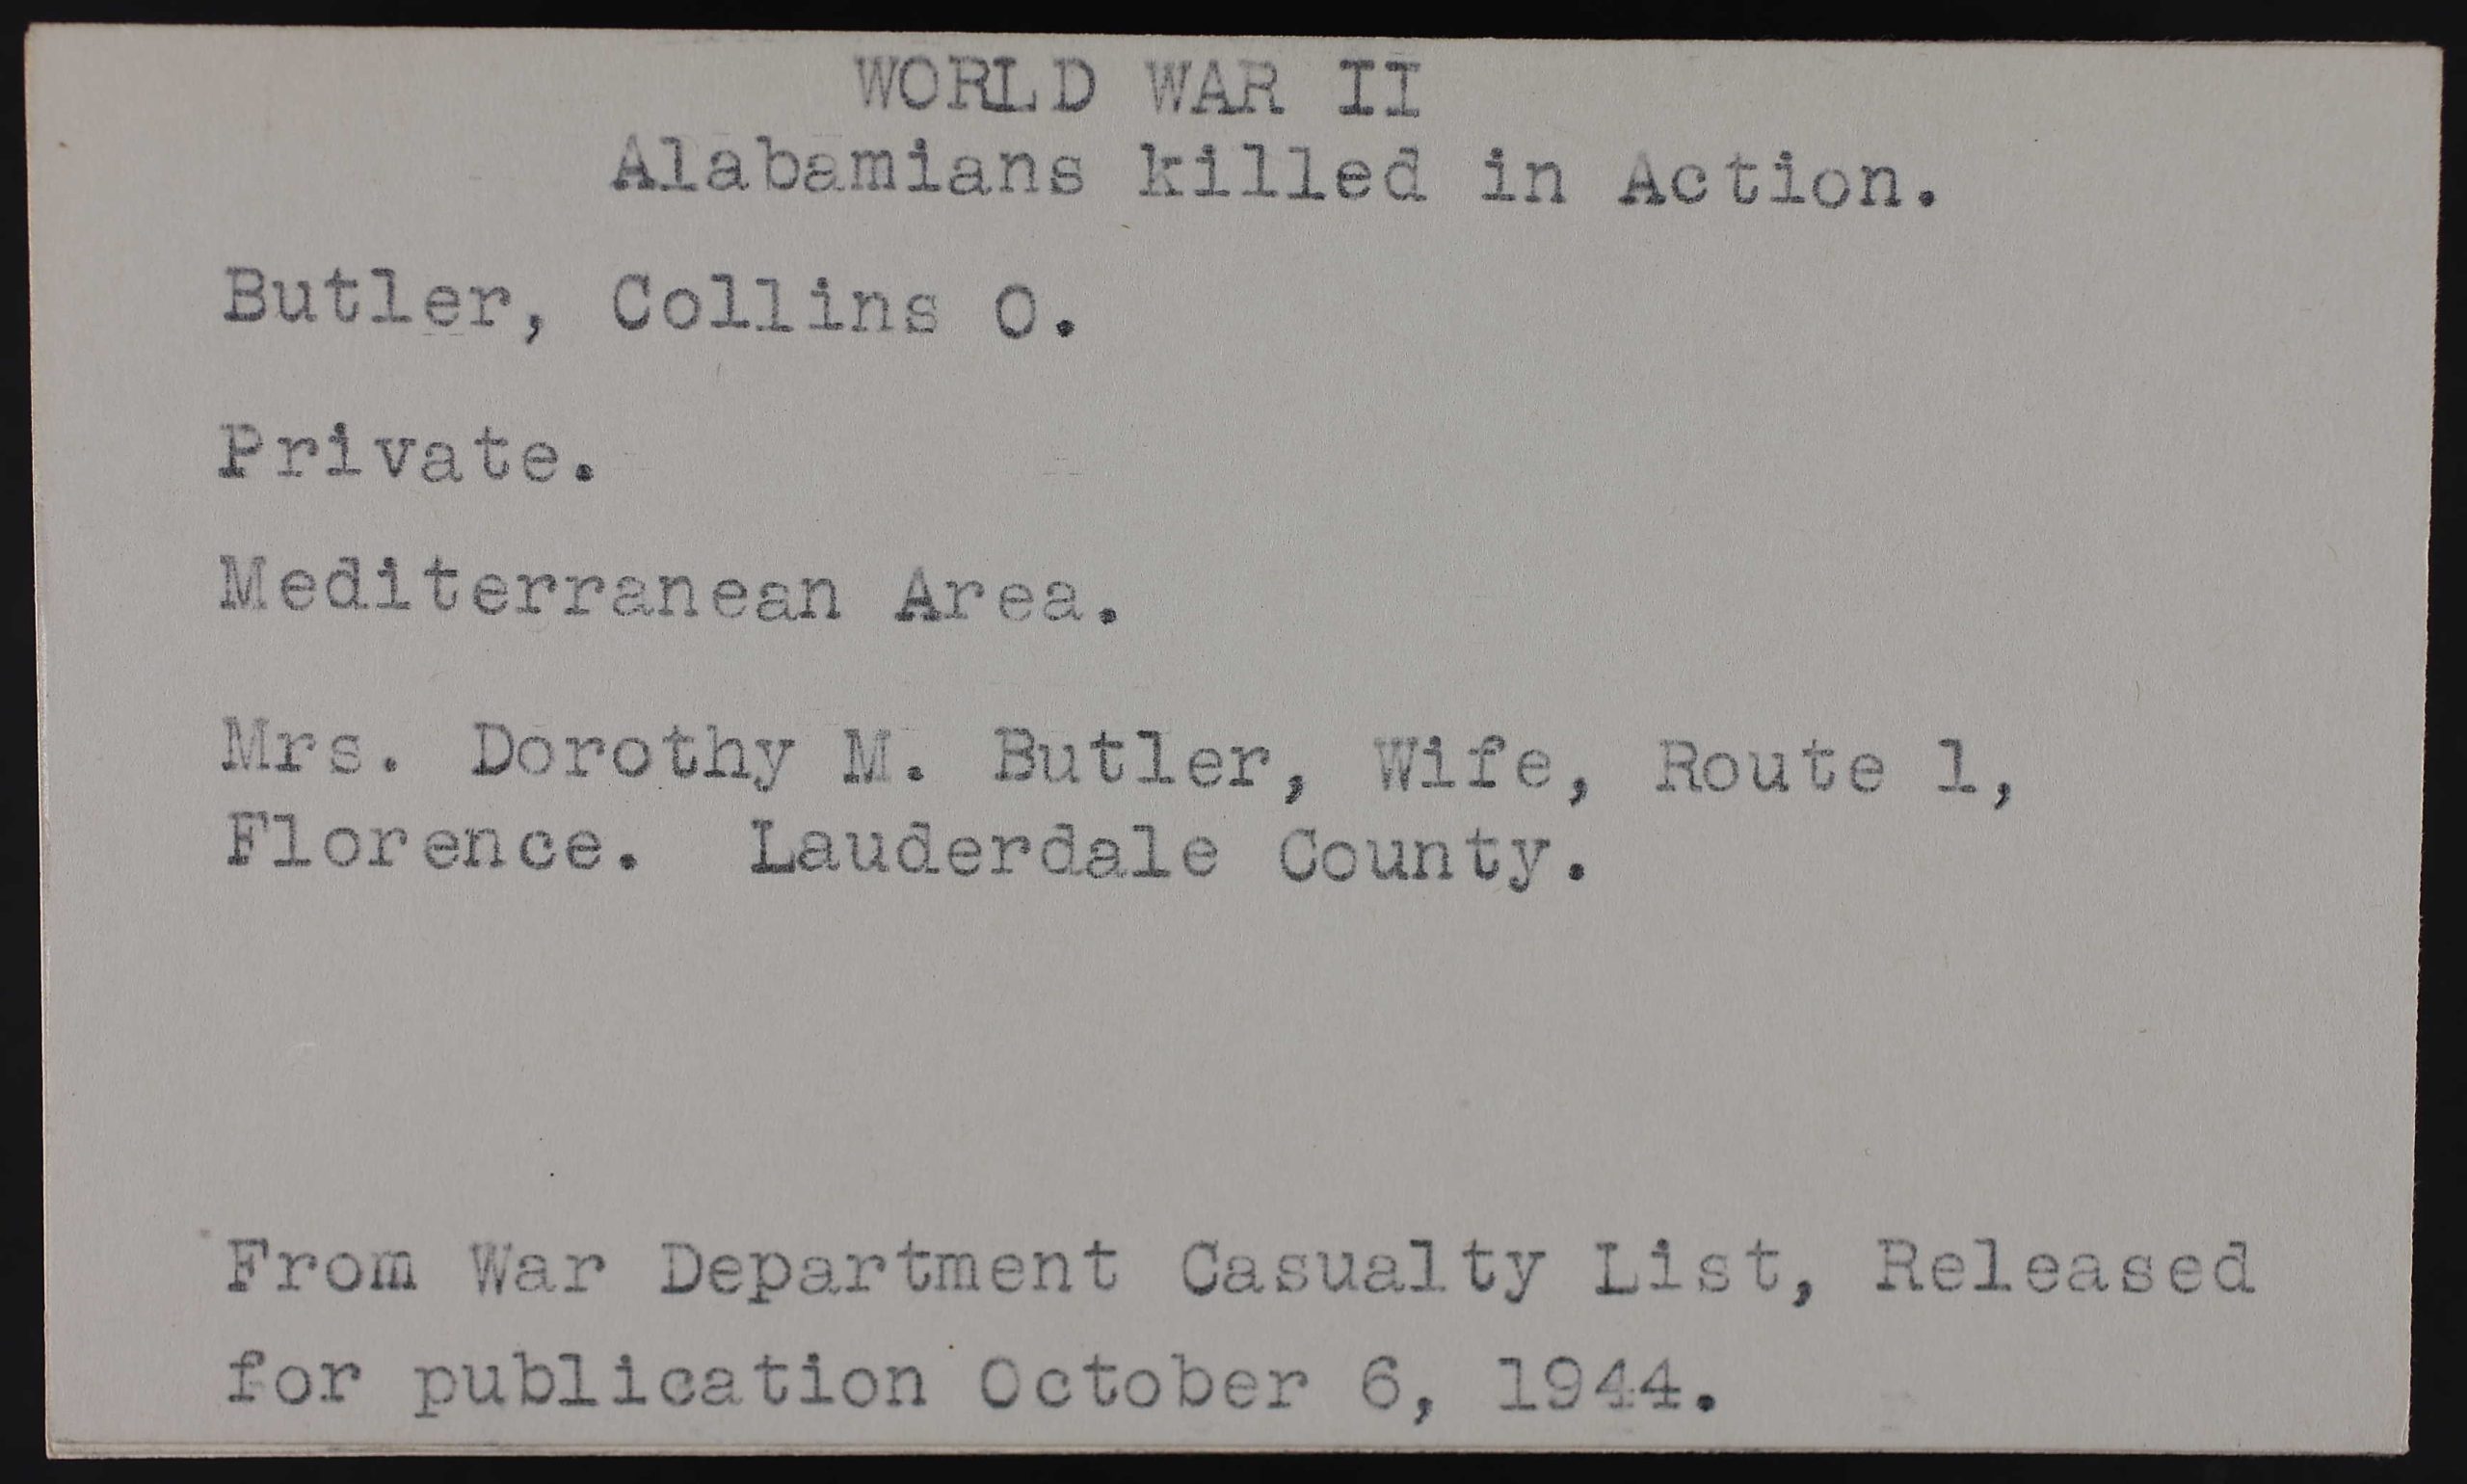 WORLD WAR II
Alabamians killed in Action.
Butler, Collins O.
Private.
Mediterranean Area.
Mrs. Dorothy M. Butler, Wife, Route 1,
Florence. Lauderdale County.
From War Department Casualty List, Released
for publication October 6, 1944.